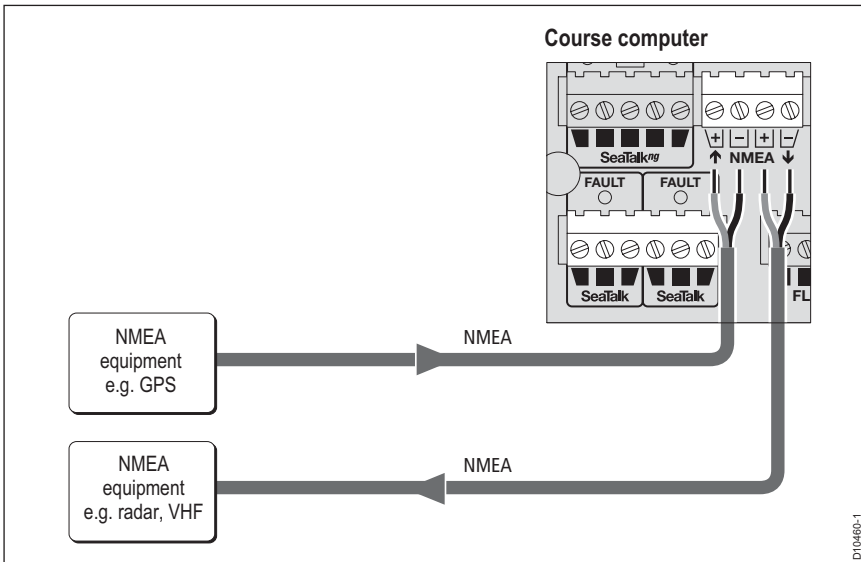 Course computer
+ − + −
SeaTalkng
↑ NMEA ↓
FAULT FAULT
SeaTalk SeaTalk FL
NMEA
equipment
e.g. GPS
NMEA
NMEA
equipment
e.g. radar, VHF
NMEA
D10460-1